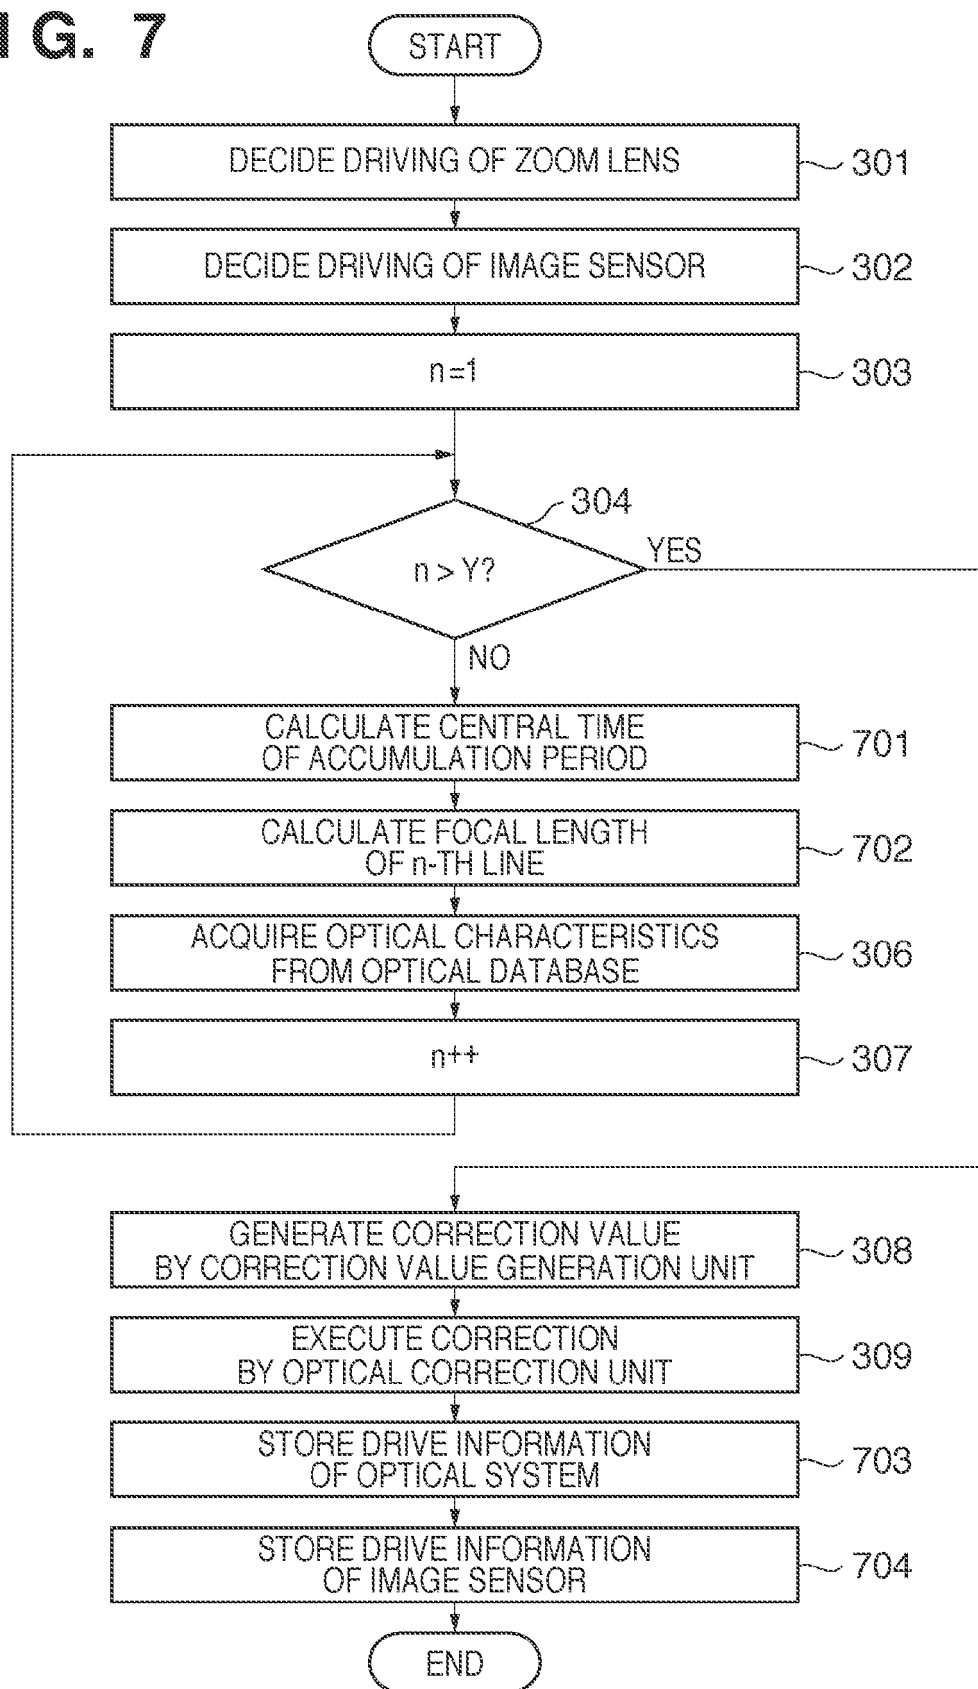 IG. 7
START
DECIDE DRIVING OF ZOOM LENS
301
DECIDE DRIVING OF IMAGE SENSOR
302
n=1
303
304
n > Y?
YES
NO
CALCULATE CENTRAL TIME
OF ACCUMULATION PERIOD
701
CALCULATE FOCAL LENGTH
OF n-TH LINE
702
ACQUIRE OPTICAL CHARACTERISTICS
FROM OPTICAL DATABASE
306
n++
307
GENERATE CORRECTION VALUE
BY CORRECTION VALUE GENERATION UNIT
308
EXECUTE CORRECTION
BY OPTICAL CORRECTION UNIT
309
STORE DRIVE INFORMATION
OF OPTICAL SYSTEM
703
STORE DRIVE INFORMATION
OF IMAGE SENSOR
704
END